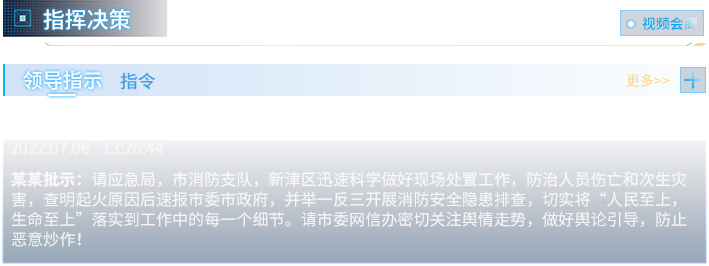 指挥决策
视频会商
领导指示 指令 更多>>
2022.07.06 13:26:44
某某批示：请应急局，市消防支队，新津区迅速科学做好现场处置工作，防治人员伤亡和次生灾
害，查明起火原因后速报市委市政府，并举一反三开展消防安全隐患排查，切实将“人民至上，
生命至上”落实到工作中的每一个细节。请市委网信办密切关注舆情走势，做好舆论引导，防止
恶意炒作！